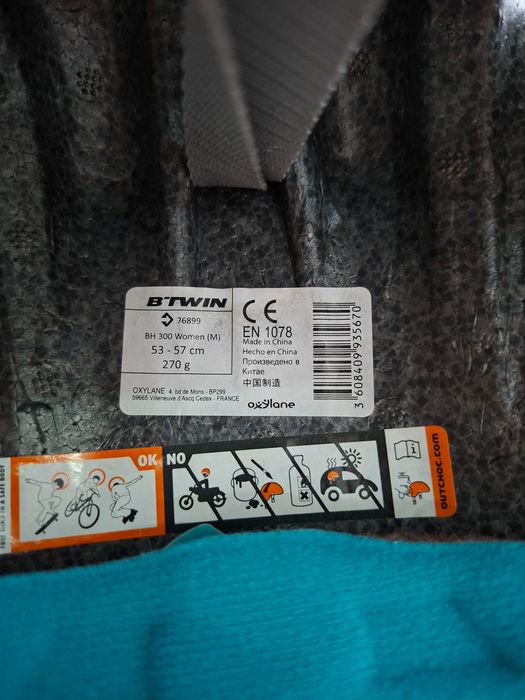 B'TWIN
76899
BH 300 Women (M)
53 - 57 cm
270 g
OXYLANE 4, bd de Mons - BP299
59665 Villeneuve d'Ascq Cedex - FRANCE
CE
EN 1078
Made in China
Hecho en China
Произведено в
Китае
中国制造
oxylane
3 608409 935670
OK
NO
i
OUTCHOC.com
A SAFE BODY